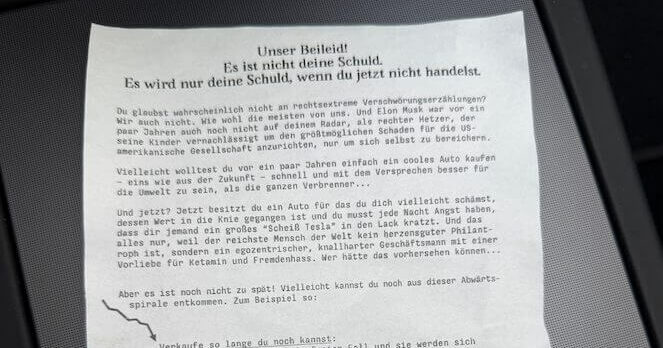 Unser Beileid!
Es ist nicht deine Schuld.
Es wird nur deine Schuld, wenn du jetzt nicht handelst.
Du glaubst wahrscheinlich nicht an rechtsextreme Verschwörungserzählungen?
Wir auch nicht. Wie wohl die meisten von uns. Und Elon Musk war vor ein
paar Jahren auch noch nicht auf deinem Radar, als rechter Hetzer, der
seine Kinder vernachlässigt um den größtmöglichen Schaden für die US-
amerikanische Gesellschaft anzurichten, nur um sich selbst zu bereichern.
Vielleicht wolltest du vor ein paar Jahren einfach ein cooles Auto kaufen
– eins wie aus der Zukunft – schnell und mit dem Versprechen besser für
die Umwelt zu sein, als die ganzen Verbrenner...
Und jetzt? Jetzt besitzt du ein Auto für das du dich vielleicht schämst,
dessen Wert in die Knie gegangen ist und du musst jede Nacht Angst haben,
dass dir jemand ein großes "Scheiß Tesla" in den Lack kratzt. Und das
alles nur, weil der reichste Mensch der Welt kein herzensguter Philant-
roph ist, sondern ein egozentrischer, knallharter Geschäftsmann mit einer
Vorliebe für Ketamin und Fremdenhass. Wer hätte das vorhersehen können...
Aber es ist noch nicht zu spät! Vielleicht kannst du noch aus dieser Abwärts-
spirale entkommen. Zum Beispiel so:
Verkaufe so lange du noch kannst:
und sie werden sich